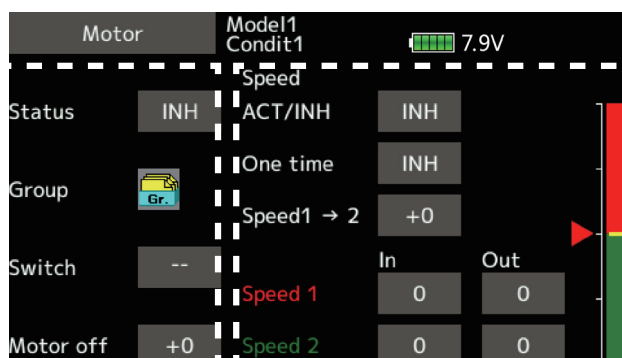 Motor
Model1
Condit1
7.9V
Status INH
Group Gr.
Switch --
Motor off +0
Speed
ACT/INH INH
One time INH
Speed1 → 2 +0
In Out
Speed 1 0 0
Speed 2 0 0